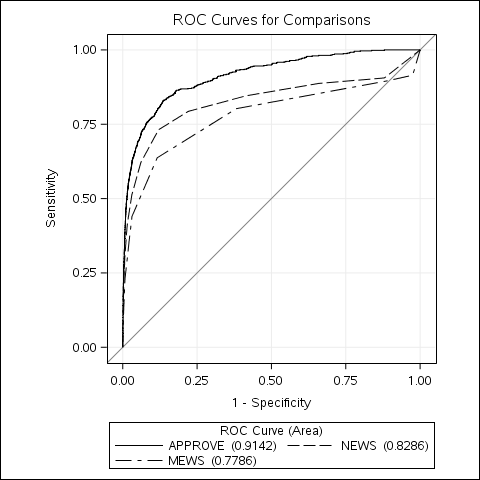 ROC Curves for Comparisons
1.00
0.75
0.50
0.25
0.00
Sensitivity
0.00 0.25 0.50 0.75 1.00
1 - Specificity
ROC Curve (Area)
APPROVE (0.9142) NEWS (0.8286)
MEWS (0.7786)